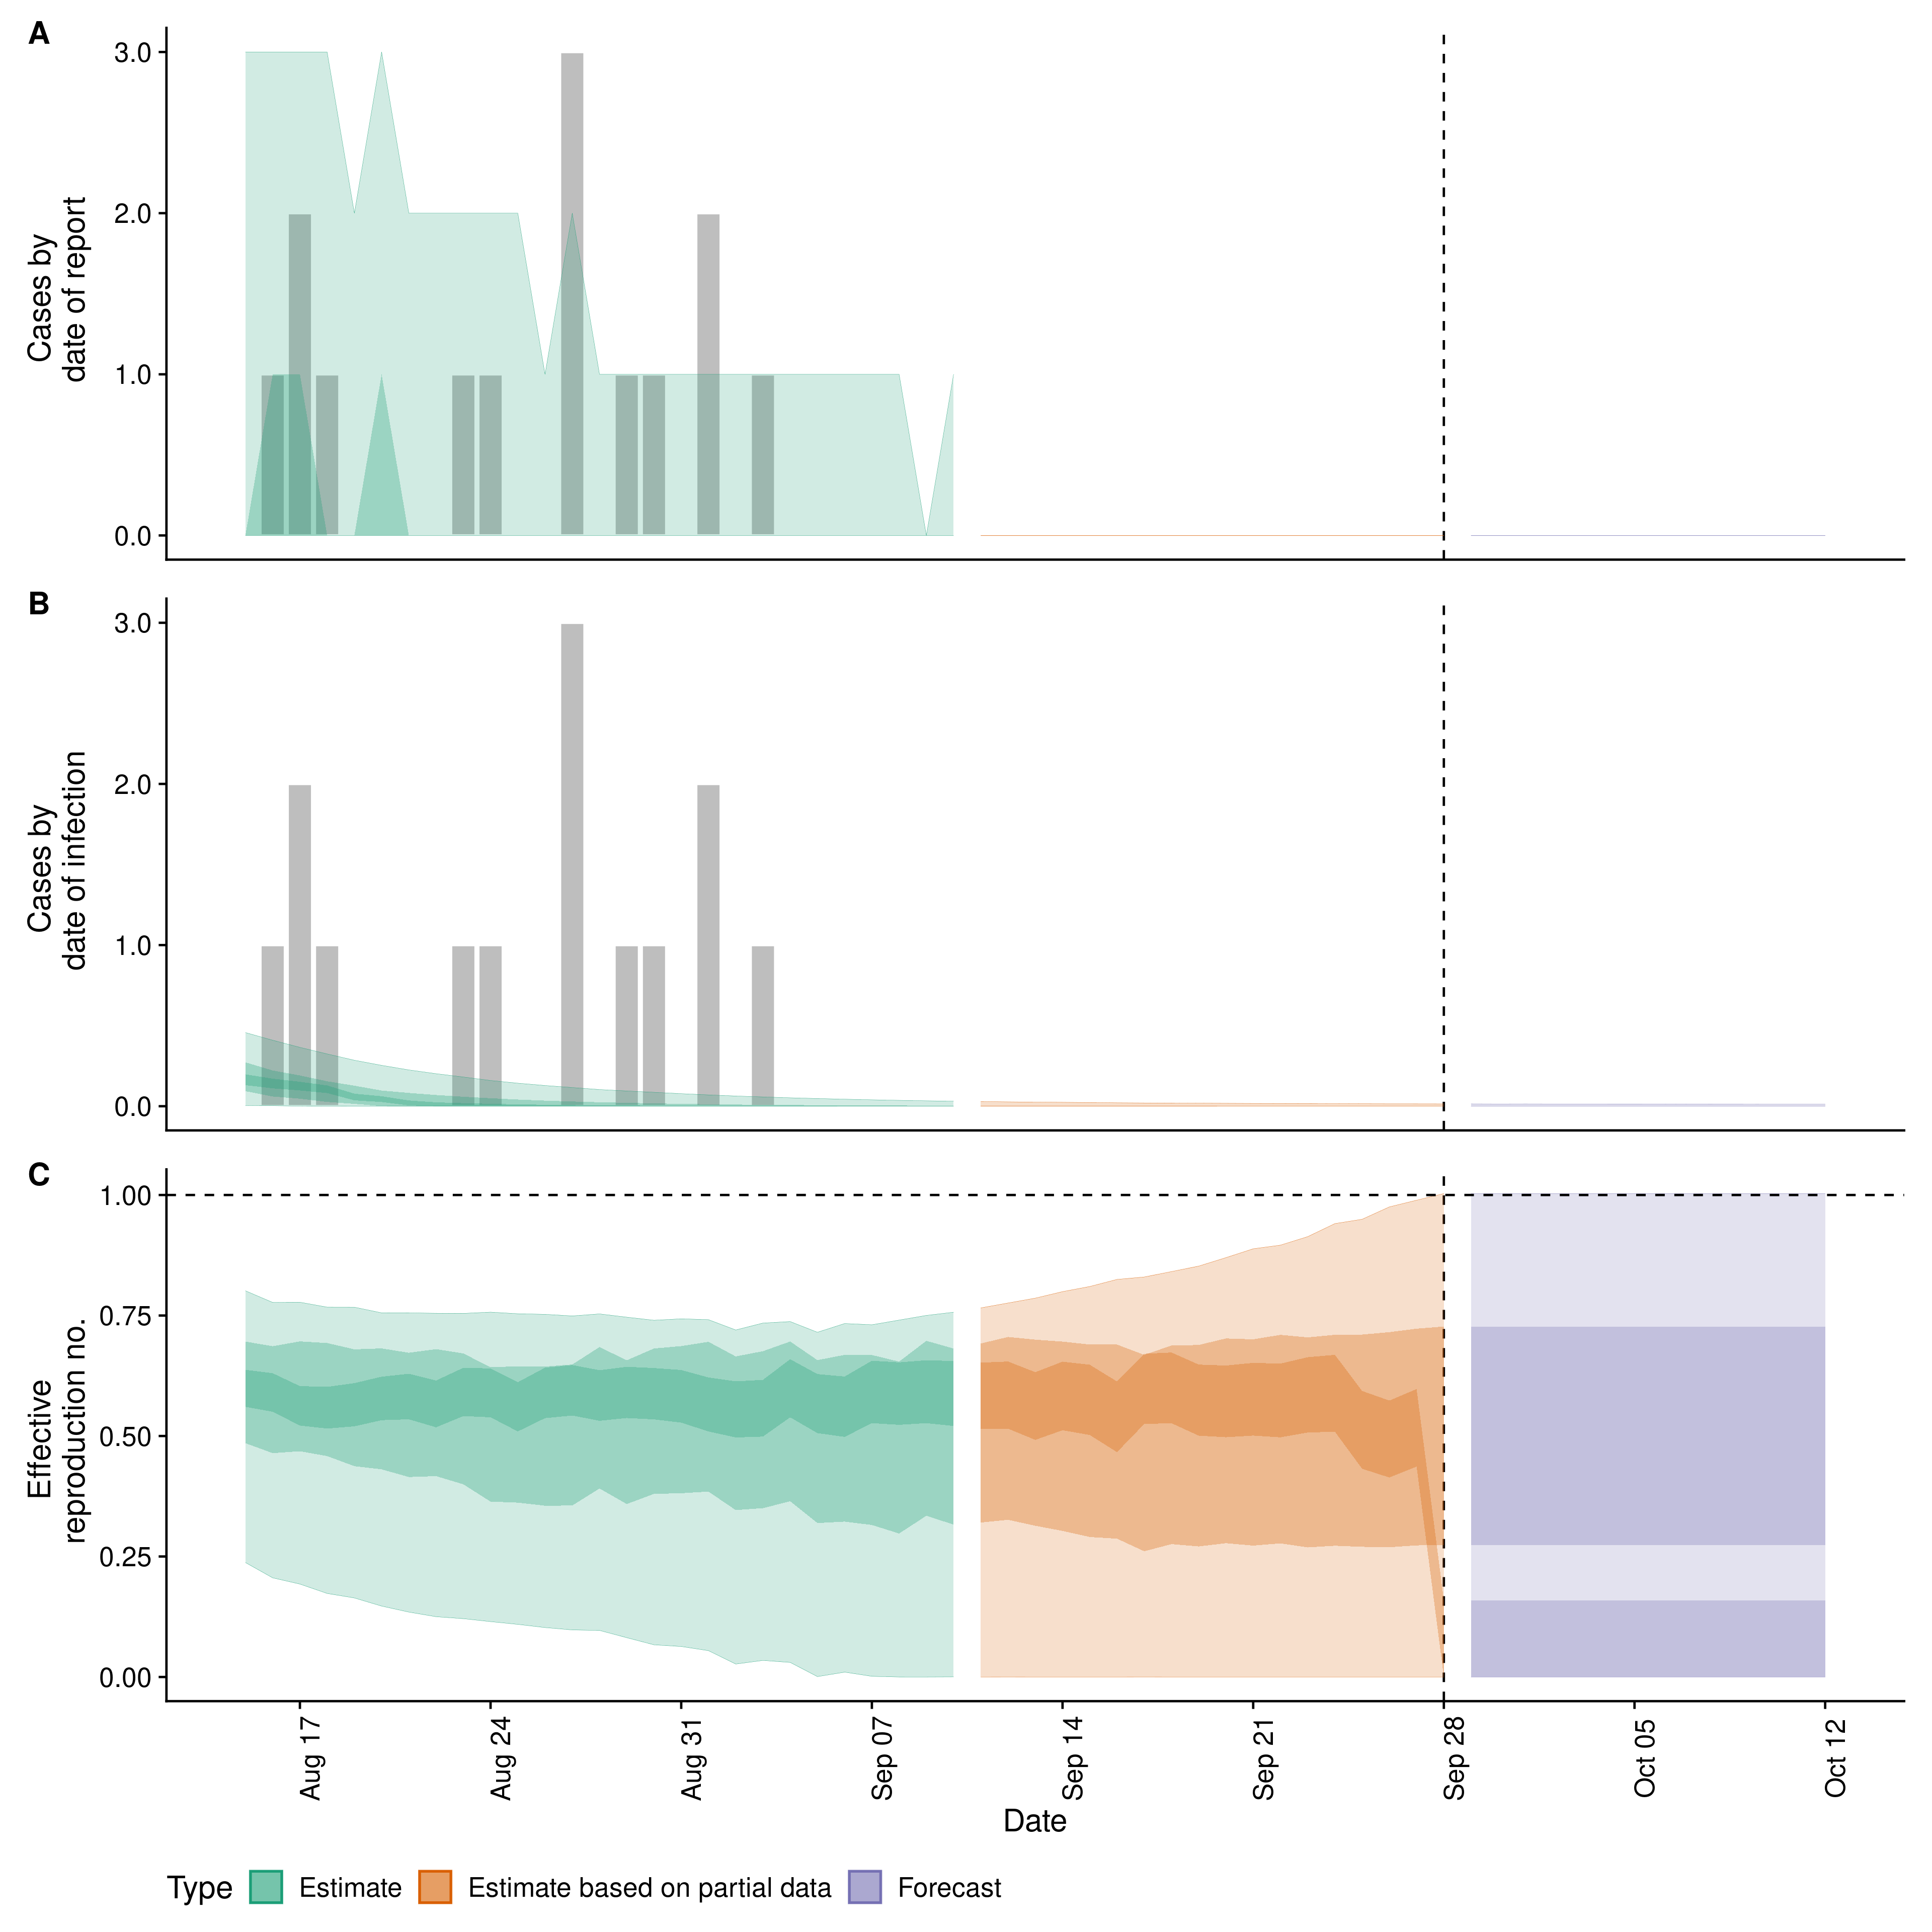 A
3.0
2.0
1.0
0.0
Cases by
date of report
B
3.0
2.0
1.0
0.0
Cases by
date of infection
C
1.00
0.75
0.50
0.25
0.00
Effective
reproduction no.
Aug 17
Aug 24
Aug 31
Sep 07
Sep 14
Sep 21
Sep 28
Oct 05
Oct 12
Date
Type Estimate Estimate based on partial data Forecast